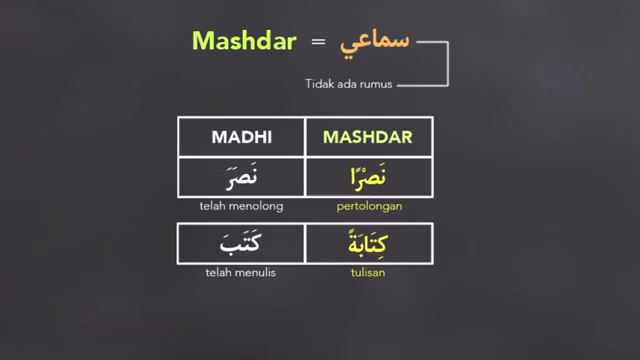 Mashdar = سماعي
Tidak ada rumus
MADHI MASHDAR
نَصَرَ نَصْرًا
telah menolong pertolongan
كَتَبَ كِتَابَةً
telah menulis tulisan